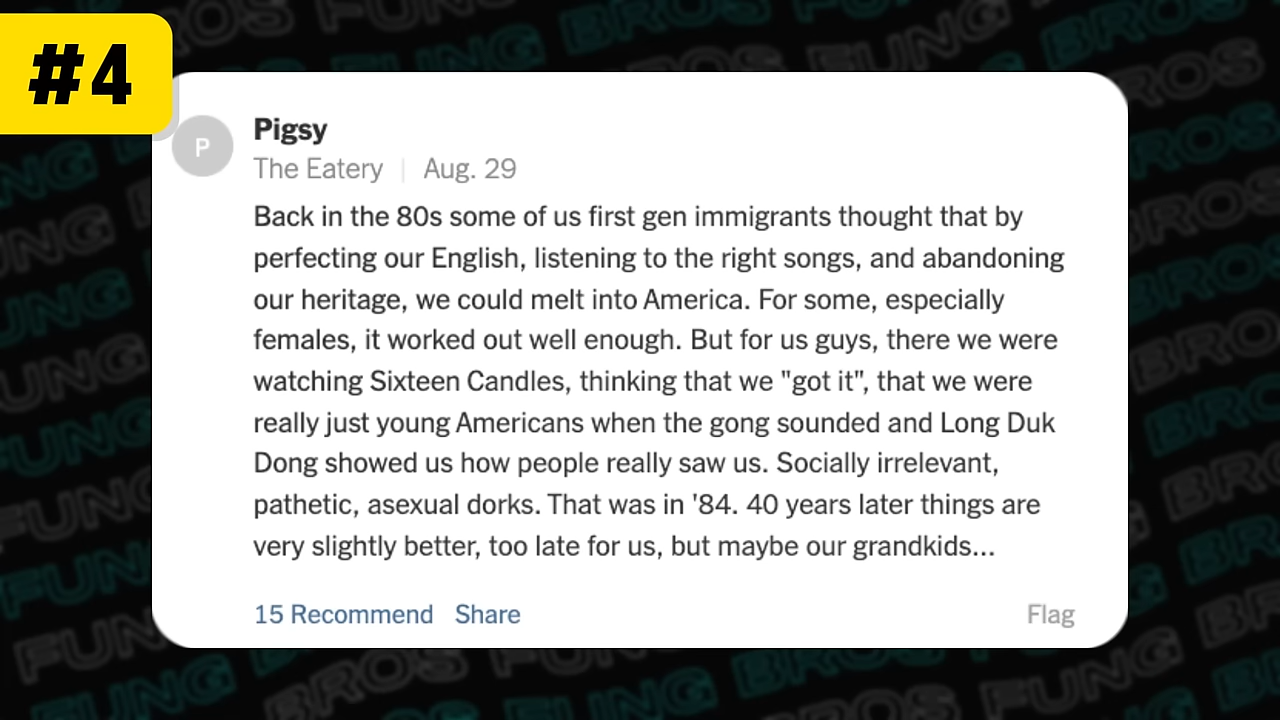 #4
P
Pigsy
The Eatery | Aug. 29
Back in the 80s some of us first gen immigrants thought that by
perfecting our English, listening to the right songs, and abandoning
our heritage, we could melt into America. For some, especially
females, it worked out well enough. But for us guys, there we were
watching Sixteen Candles, thinking that we "got it", that we were
really just young Americans when the gong sounded and Long Duk
Dong showed us how people really saw us. Socially irrelevant,
pathetic, asexual dorks. That was in '84. 40 years later things are
very slightly better, too late for us, but maybe our grandkids...
15 Recommend Share
Flag
FUNG BROS